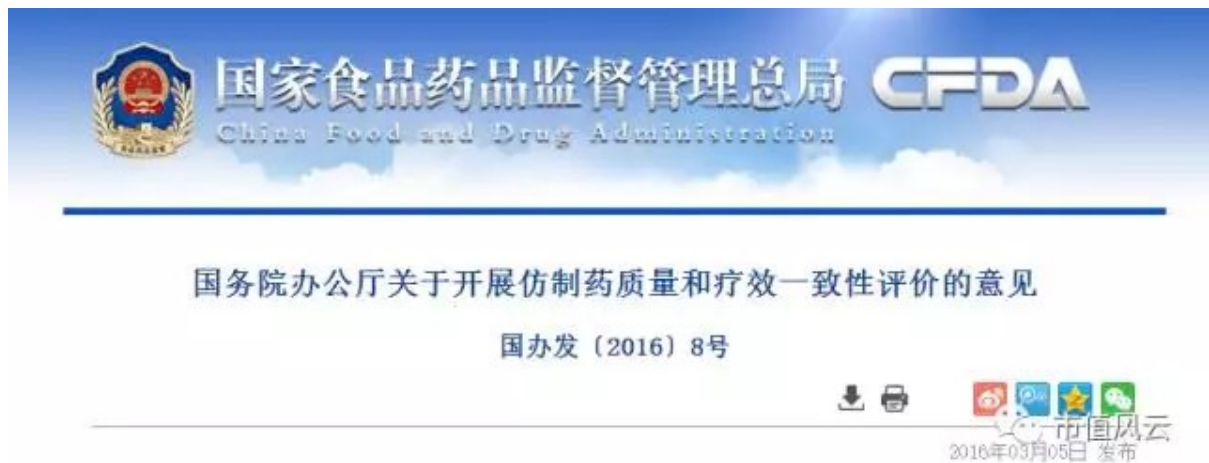 国家食品药品监督管理总局 CFDA
China Food and Drug Administration
国务院办公厅关于开展仿制药质量和疗效一致性评价的意见
国办发〔2016〕8号
市值风云
2016年03月05日 发布